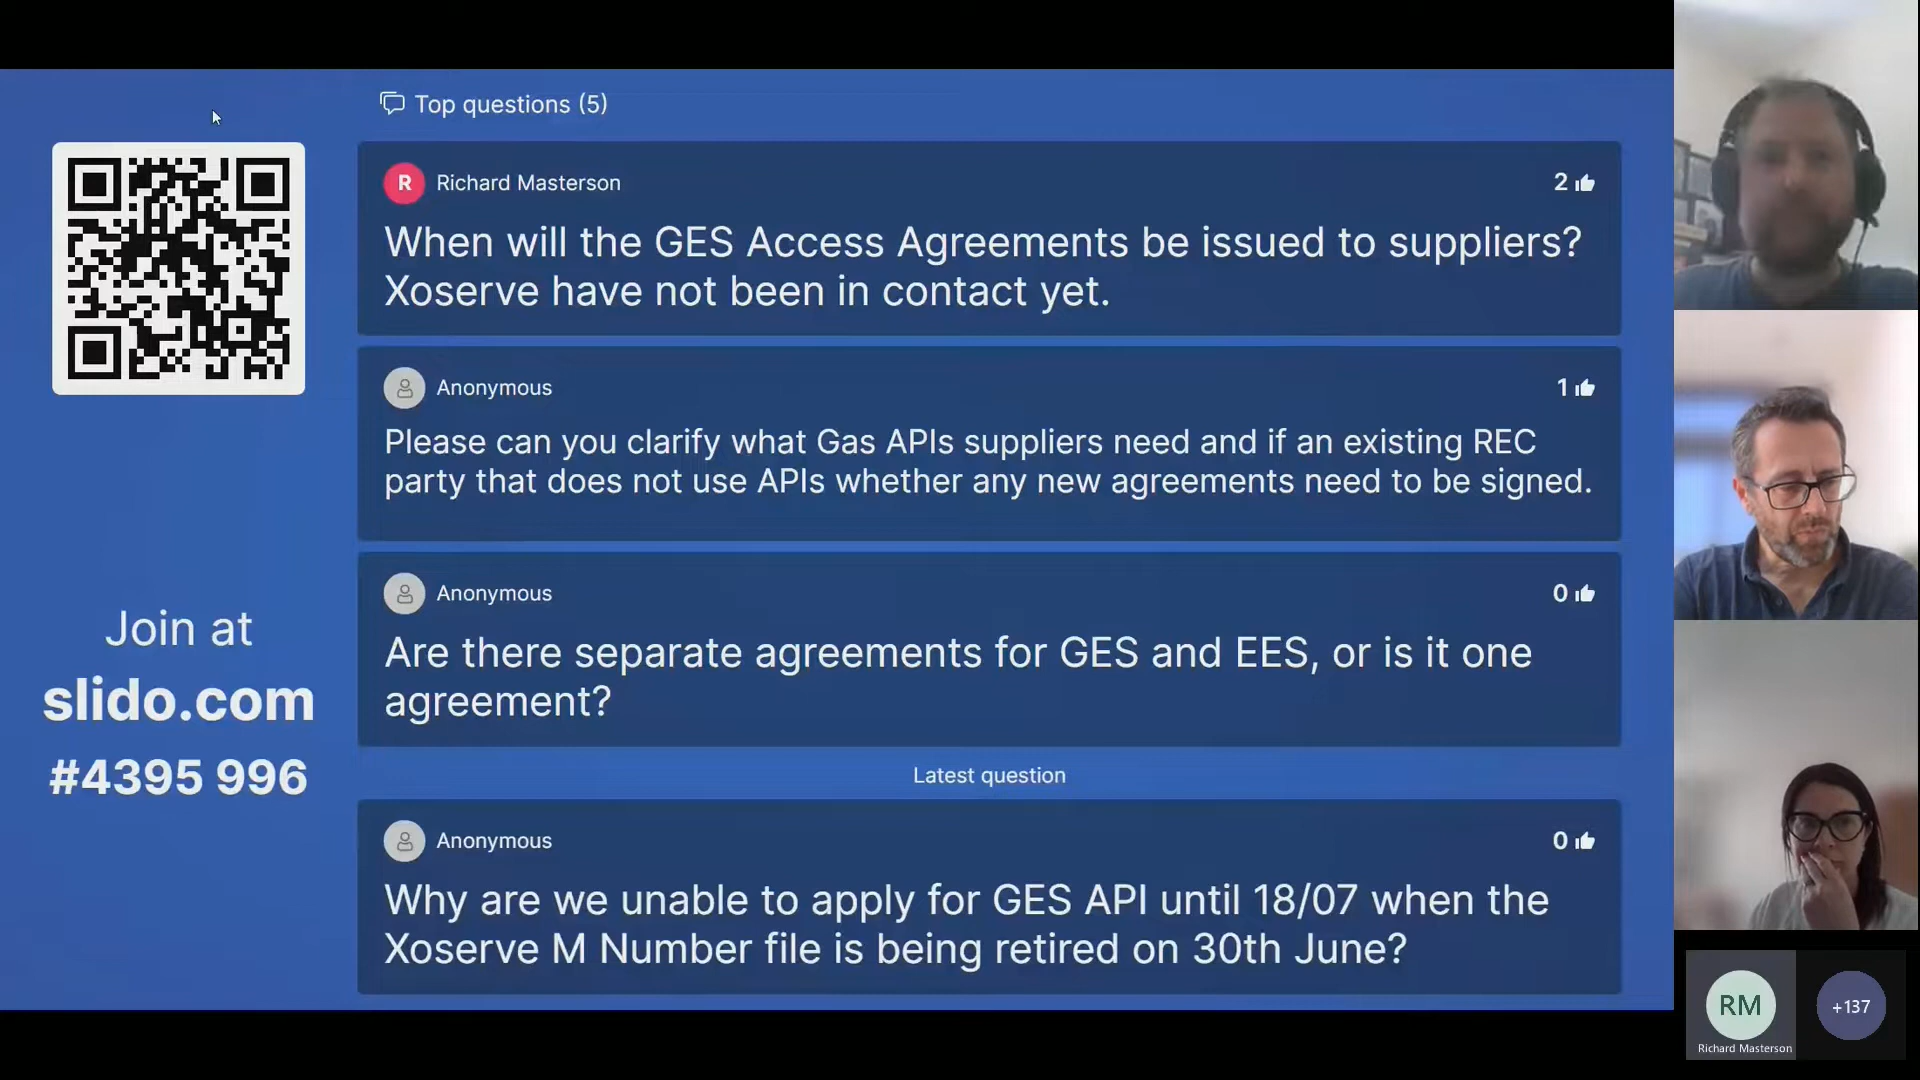 Top questions (5)
R Richard Masterson
2
When will the GES Access Agreements be issued to suppliers?
Xoserve have not been in contact yet.
Anonymous
1
Please can you clarify what Gas APIs suppliers need and if an existing REC
party that does not use APIs whether any new agreements need to be signed.
Anonymous
0
Are there separate agreements for GES and EES, or is it one
agreement?
Latest question
Anonymous
0
Why are we unable to apply for GES API until 18/07 when the
Xoserve M Number file is being retired on 30th June?
Join at
slido.com
#4395 996
RM
Richard Masterson
+137